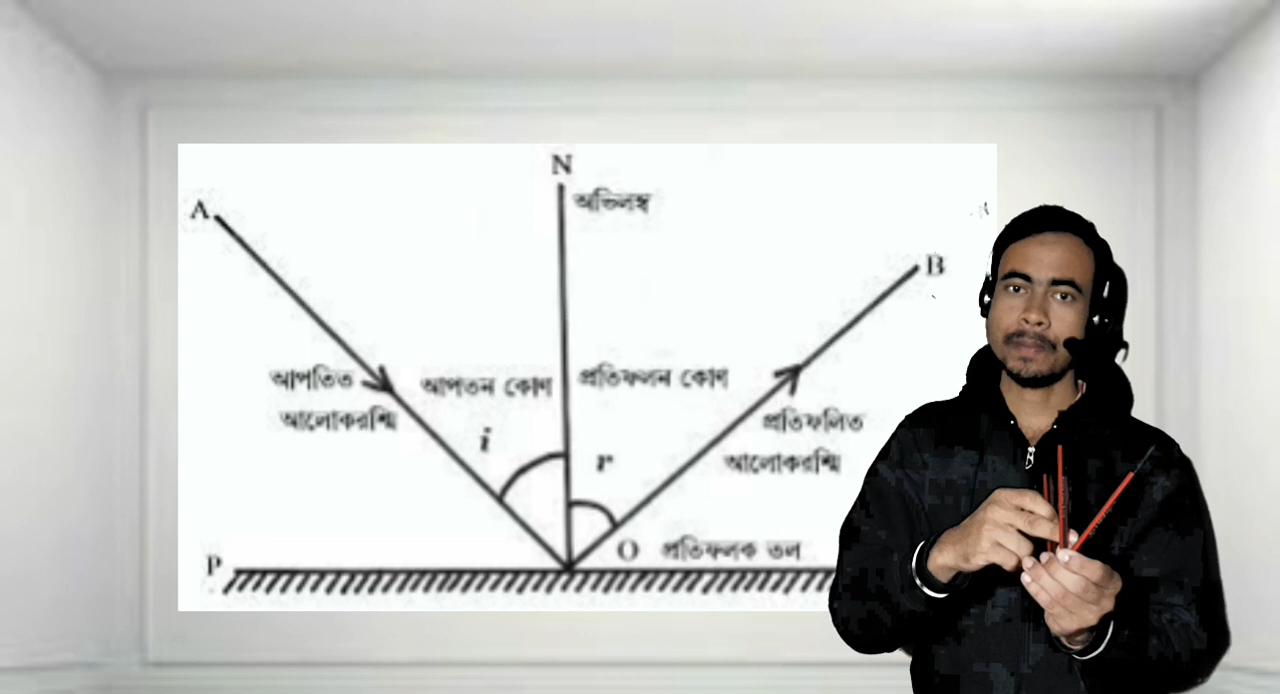 N
অভিলম্ব
A
B
আপতিত
আলোকরশ্মি
আপতন কোণ
প্রতিফলন কোণ
i
r
প্রতিফলিত
আলোকরশ্মি
P
O
প্রতিফলক তল